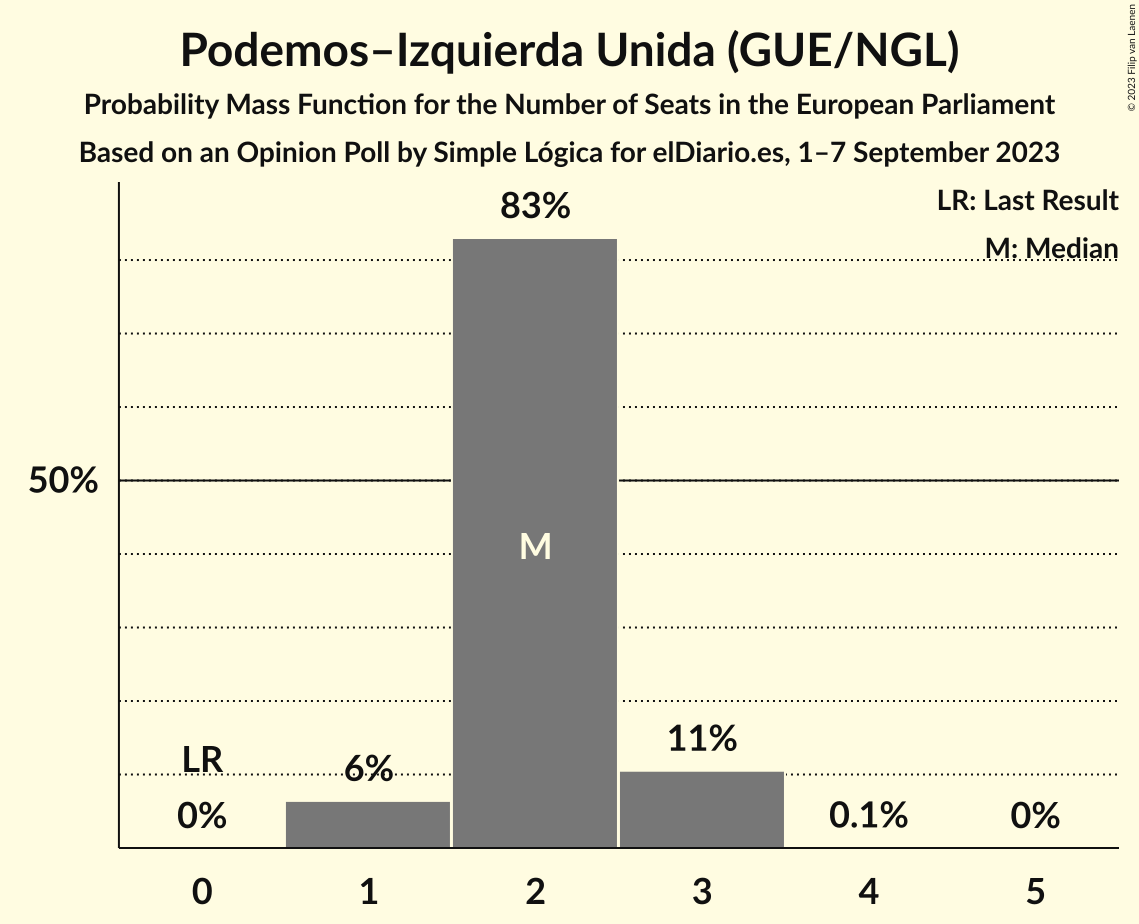 Podemos–Izquierda Unida (GUE/NGL)
Probability Mass Function for the Number of Seats in the European Parliament
Based on an Opinion Poll by Simple Lógica for elDiario.es, 1–7 September 2023
© 2023 Filip van Laenen
LR: Last Result
M: Median
83%
50%
M
11%
LR
6%
0%
0.1%
0%
0
1
2
3
4
5